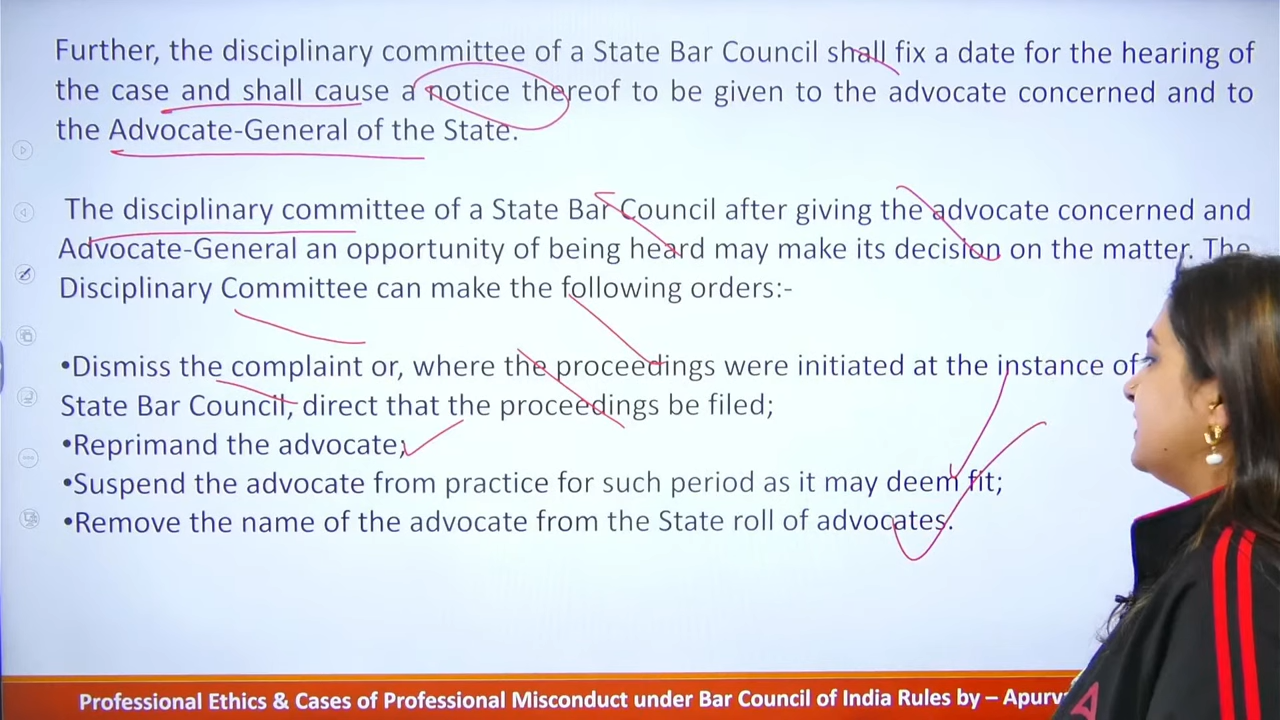 Further, the disciplinary committee of a State Bar Council shall fix a date for the hearing of
the case and shall cause a notice thereof to be given to the advocate concerned and to
the Advocate-General of the State.
The disciplinary committee of a State Bar Council after giving the advocate concerned and
Advocate-General an opportunity of being heard may make its decision on the matter. The
Disciplinary Committee can make the following orders:-
•Dismiss the complaint or, where the proceedings were initiated at the instance of
State Bar Council, direct that the proceedings be filed;
•Reprimand the advocate;
•Suspend the advocate from practice for such period as it may deem fit;
•Remove the name of the advocate from the State roll of advocates.
Professional Ethics & Cases of Professional Misconduct under Bar Council of India Rules by –